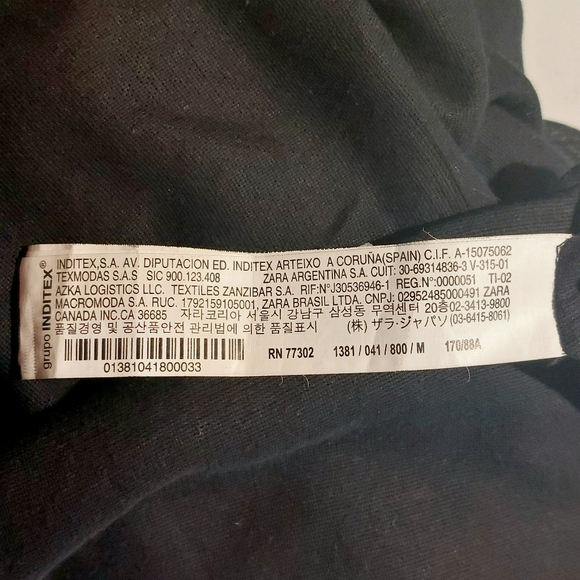 grupo INDITEX®
INDITEX,S.A. AV. DIPUTACION ED. INDITEX ARTEIXO A CORUÑA(SPAIN) C.I.F. A-15075062
TEXMODAS S.A.S SIC 900.123.408 ZARA ARGENTINA S.A. CUIT: 30-69314836-3 V-315-01
AZKA LOGISTICS LLC. TEXTILES ZANZIBAR S.A. RIF:NºJ30536946-1 REG.N°:0000051 TI-02
MACROMODA S.A. RUC. 1792159105001, ZARA BRASIL LTDA. CNPJ: 02952485000491 ZARA
CANADA INC.CA 36685 자라코리아 서울시 강남구 삼성동 무역센터 20층02-3413-9800
품질경영 및 공산품안전 관리법에 의한 품질표시 (株) ザラ・ジャパン(03-6415-8061)
RN 77302 1381 / 041 / 800 / M 170/88A
01381041800033